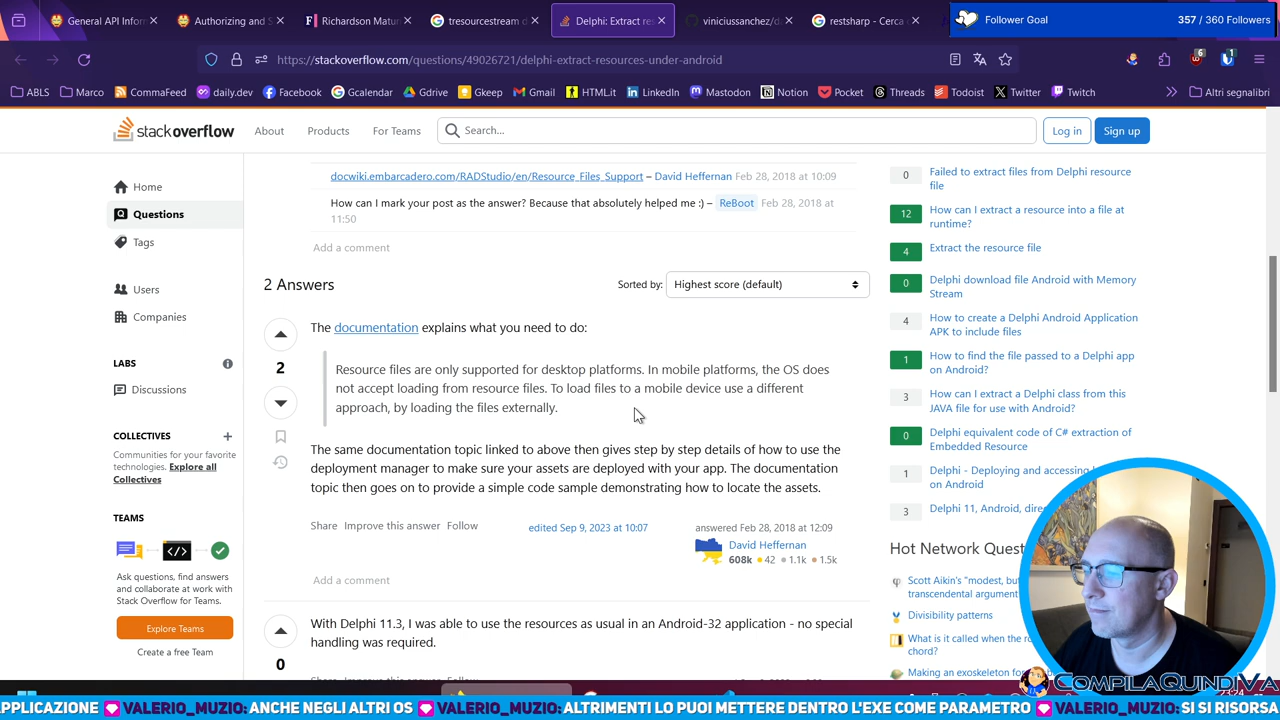 General API Infor
Authorizing and S
Richardson Matur
tresourcestream d
Delphi: Extract res
viniciussanchez/d
restsharp - Cerca c
Follower Goal
357 / 360 Followers
https://stackoverflow.com/questions/49026721/delphi-extract-resources-under-android
6
1
ABLS
Marco
CommaFeed
daily.dev
Facebook
Gcalendar
Gdrive
Gkeep
Gmail
HTML.it
LinkedIn
Mastodon
Notion
Pocket
Threads
Todoist
Twitter
Twitch
Altri segnalibri
stackoverflow
About
Products
For Teams
Search...
Log in
Sign up
Home
Questions
Tags
Users
Companies
LABS
Discussions
COLLECTIVES
Communities for your favorite
technologies. Explore all
Collectives
TEAMS
Ask questions, find answers
and collaborate at work with
Stack Overflow for Teams.
Explore Teams
Create a free Team
docwiki.embarcadero.com/RADStudio/en/Resource_Files_Support – David Heffernan Feb 28, 2018 at 10:09
How can I mark your post as the answer? Because that absolutely helped me :) – ReBoot Feb 28, 2018 at
11:50
Add a comment
2 Answers
Sorted by:
Highest score (default)
2
The documentation explains what you need to do:
Resource files are only supported for desktop platforms. In mobile platforms, the OS does
not accept loading from resource files. To load files to a mobile device use a different
approach, by loading the files externally.
The same documentation topic linked to above then gives step by step details of how to use the
deployment manager to make sure your assets are deployed with your app. The documentation
topic then goes on to provide a simple code sample demonstrating how to locate the assets.
Share Improve this answer Follow
edited Sep 9, 2023 at 10:07
answered Feb 28, 2018 at 12:09
David Heffernan
608k 42 1.1k 1.5k
Add a comment
0
With Delphi 11.3, I was able to use the resources as usual in an Android-32 application - no special
handling was required.
0 Failed to extract files from Delphi resource
file
12 How can I extract a resource into a file at
runtime?
4 Extract the resource file
0 Delphi download file Android with Memory
Stream
4 How to create a Delphi Android Application
APK to include files
1 How to find the file passed to a Delphi app
on Android?
3 How can I extract a Delphi class from this
JAVA file for use with Android?
0 Delphi equivalent code of C# extraction of
Embedded Resource
1 Delphi - Deploying and accessing
on Android
3 Delphi 11, Android, dire
Hot Network Quest
Scott Aikin's "modest, bu
transcendental argument
Divisibility patterns
What is it called when the ro
chord?
Making an exoskeleton for
COMPILAQUINDIVA
APPLICAZIONE VALERIO_MUZIO: ANCHE NEGLI ALTRI OS VALERIO_MUZIO: ALTRIMENTI LO PUOI METTERE DENTRO L'EXE COME PARAMETRO VALERIO_MUZIO: SI SI RISORSA